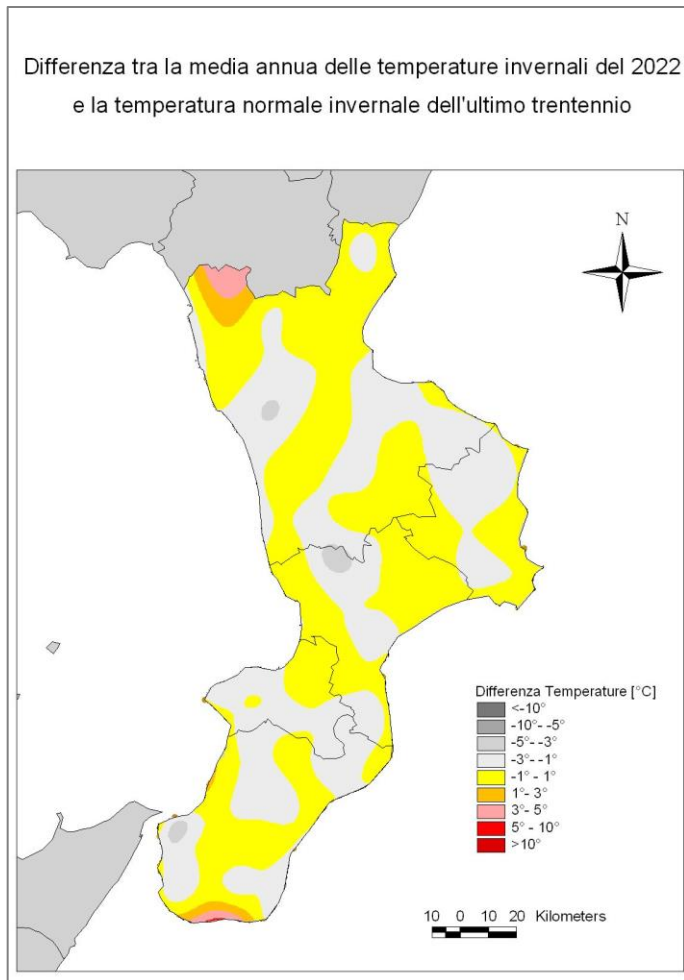 Differenza tra la media annua delle temperature invernali del 2022
e la temperatura normale invernale dell'ultimo trentennio
N
Differenza Temperature [°C]
<-10°
-10°- -5°
-5°- -3°
-3°- -1°
-1°- 1°
1°- 3°
3°- 5°
5° - 10°
>10°
10 0 10 20 Kilometers